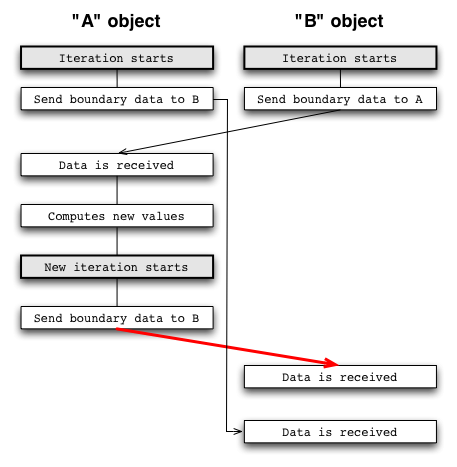 "A" object
"B" object
Iteration starts
Iteration starts
Send boundary data to B
Send boundary data to A
Data is received
Computes new values
New iteration starts
Send boundary data to B
Data is received
Data is received